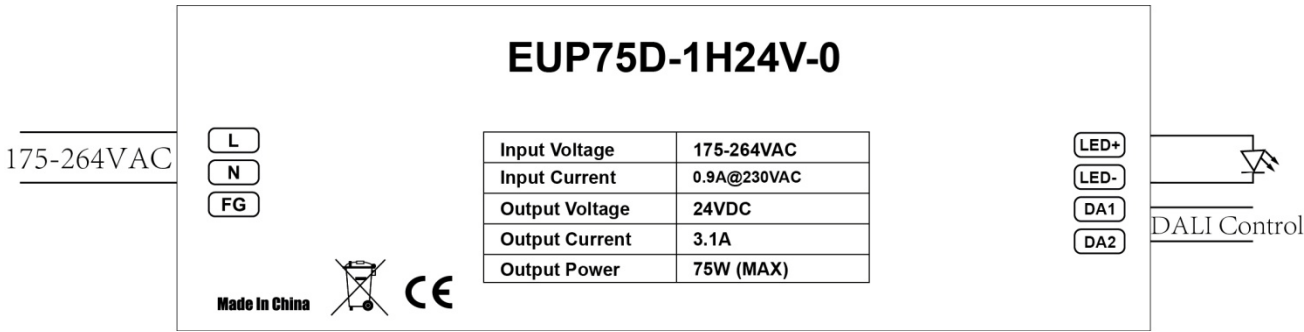 EUP75D-1H24V-0
175-264VAC
L
N
FG
Input Voltage 175-264VAC
Input Current 0.9A@230VAC
Output Voltage 24VDC
Output Current 3.1A
Output Power 75W (MAX)
LED+
LED-
DA1
DA2
DALI Control
Made In China
CE